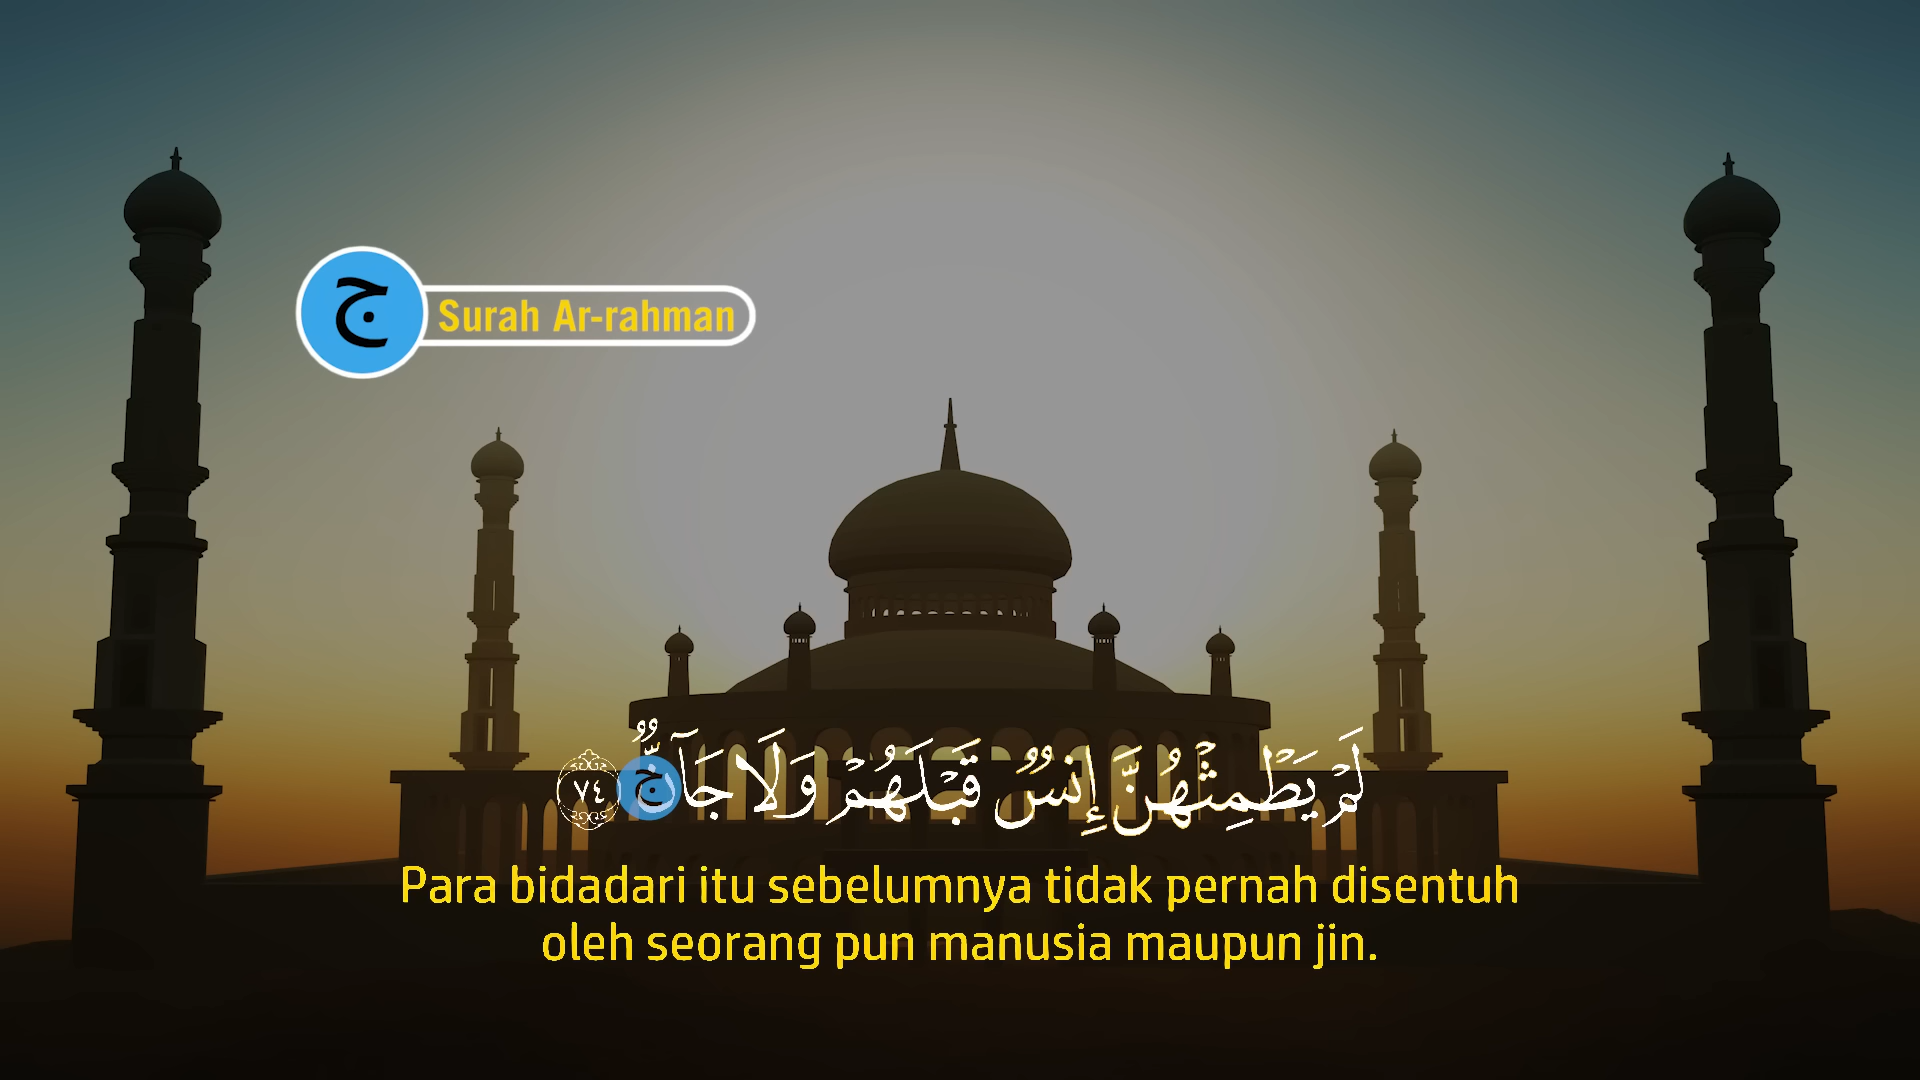 ج Surah Ar-rahman
لَمْ يَطْمِثْهُنَّ إِنسٌ قَبْلَهُمْ وَلَا جَآنٌّ ج ٧٤
Para bidadari itu sebelumnya tidak pernah disentuh
oleh seorang pun manusia maupun jin.